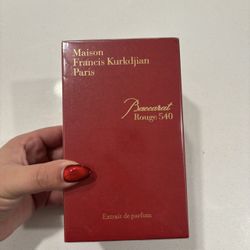 Maison
Francis Kurkdjian
Paris
Baccarat
Rouge 540
Extrait de parfum